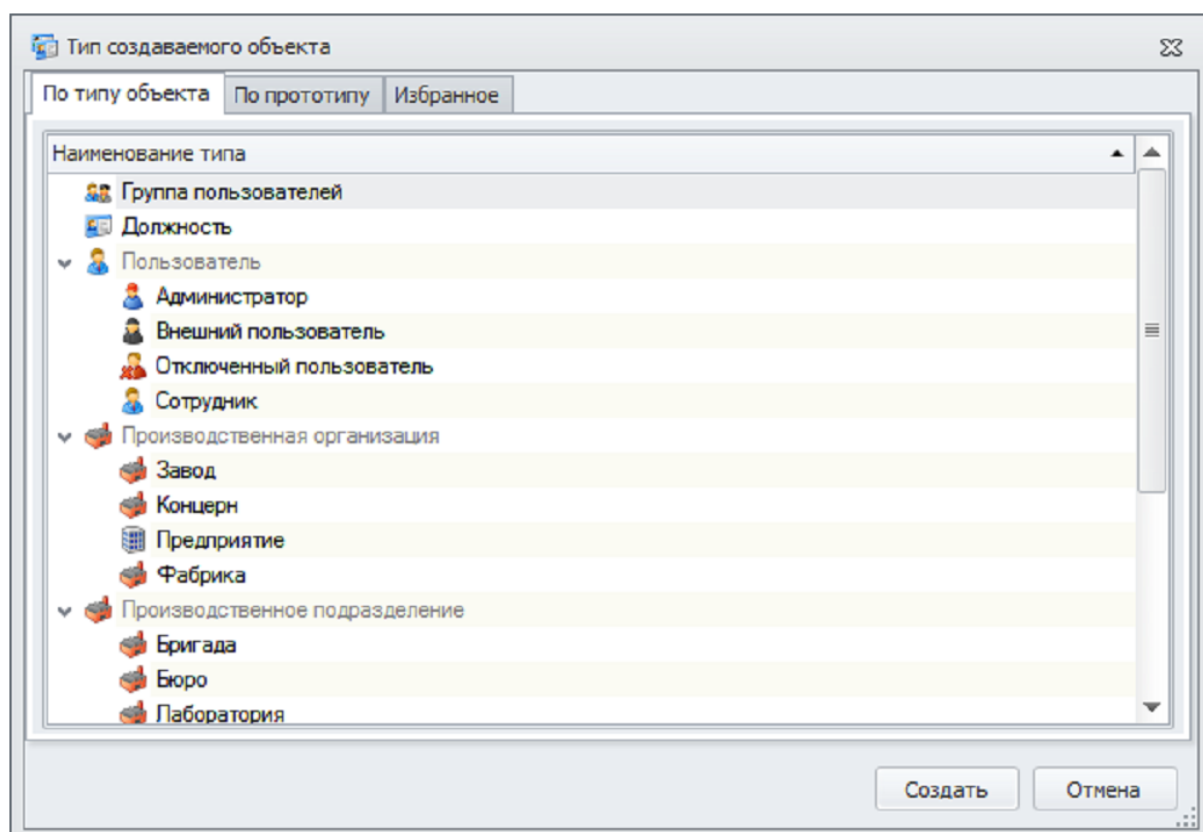 Тип создаваемого объекта
По типу объекта По прототипу Избранное
Наименование типа
Группа пользователей
Должность
Пользователь
Администратор
Внешний пользователь
Отключенный пользователь
Сотрудник
Производственная организация
Завод
Концерн
Предприятие
Фабрика
Производственное подразделение
Бригада
Бюро
Лаборатория
Создать Отмена